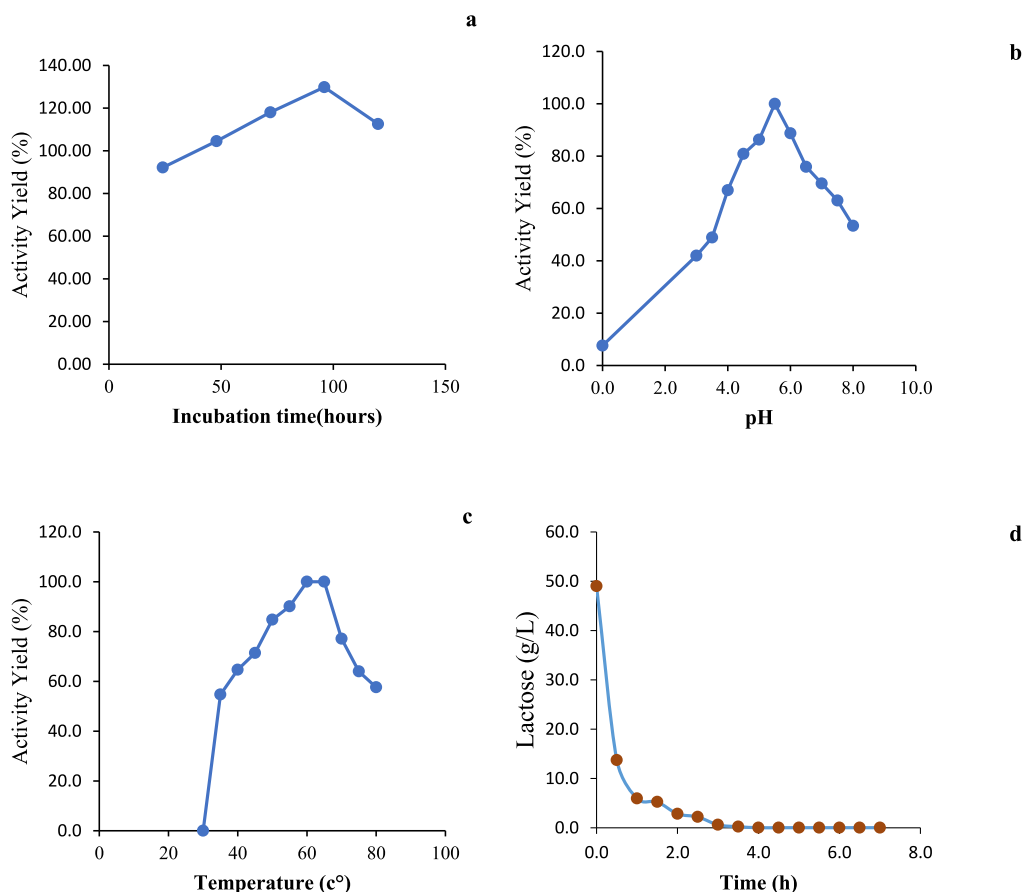 a
140.00
120.00
100.00
80.00
60.00
40.00
20.00
0.00
0 50 100 150
Activity Yield (%)
Incubation time(hours)
b
120.0
100.0
80.0
60.0
40.0
20.0
0.0
0.0 2.0 4.0 6.0 8.0 10.0
Activity Yield (%)
pH
c
120.0
100.0
80.0
60.0
40.0
20.0
0.0
0 20 40 60 80 100
Activity Yield (%)
Temperature (c°)
d
60.0
50.0
40.0
30.0
20.0
10.0
0.0
0.0 2.0 4.0 6.0 8.0
Lactose (g/L)
Time (h)